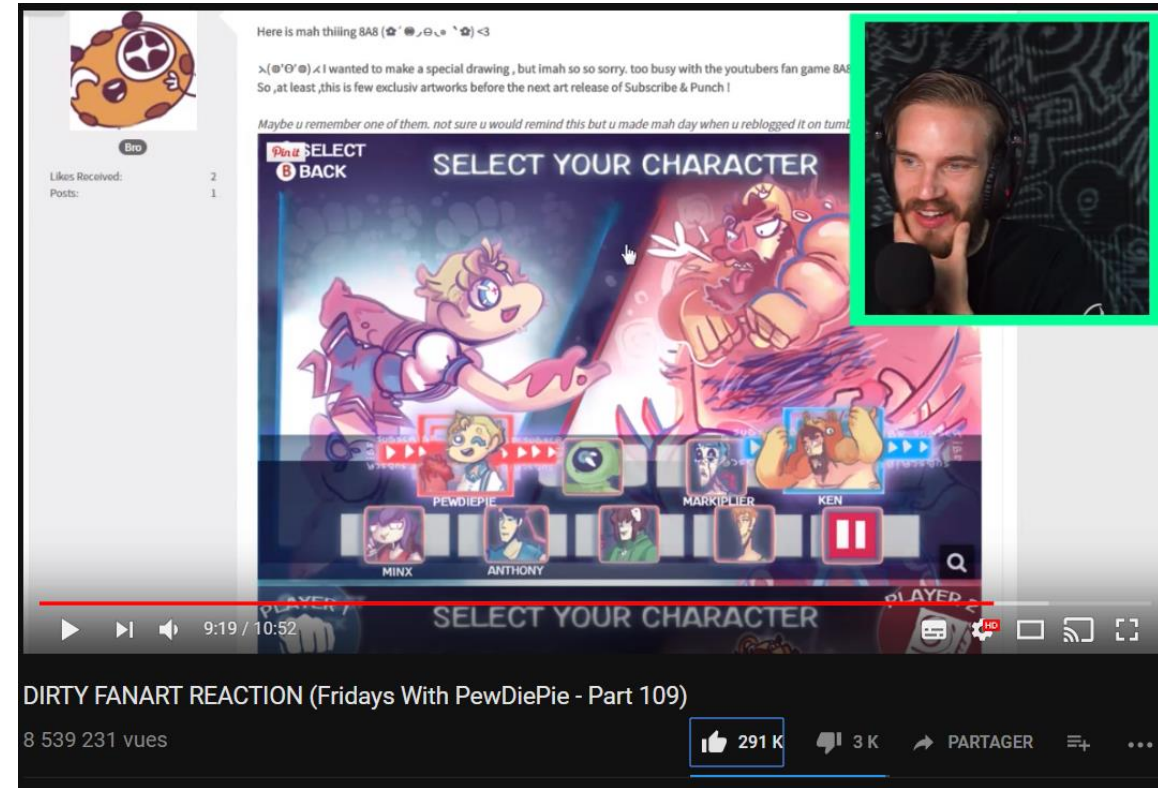 Here is mah thiiing 8A8
<3
I wanted to make a special drawing , but imah so so sorry. too busy with the youtubers fan game 8A8
So ,at least ,this is few exclusiv artworks before the next art release of Subscribe & Punch !
Maybe u remember one of them. not sure u would remind this but u made mah day when u reblogged it on tumb
Bro
Likes Received: 2
Posts: 1
Pin it SELECT
B BACK
SELECT YOUR CHARACTER
PEWDIEPIE
MARKIPLIER
KEN
MINX
ANTHONY
PLAYER 1
SELECT YOUR CHARACTER
PLAYER 2
9:19 / 10:52
HD
DIRTY FANART REACTION (Fridays With PewDiePie - Part 109)
8 539 231 vues
291 K
3 K
PARTAGER